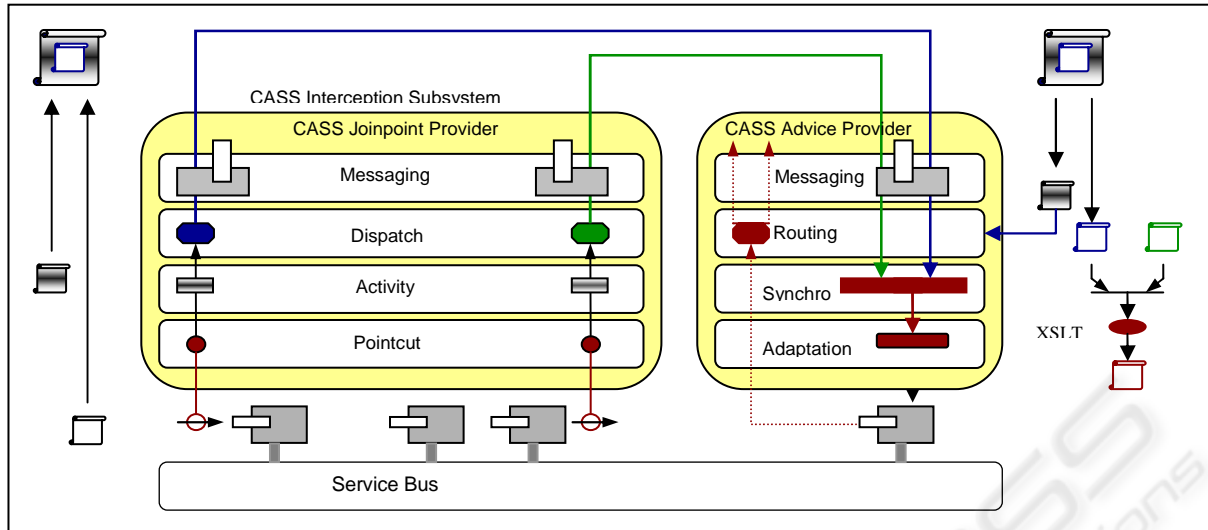 CASS Interception Subsystem
CASS Joinpoint Provider
CASS Advice Provider
Messaging
Messaging
Dispatch
Routing
Activity
Synchro
Pointcut
Adaptation
XSLT
Service Bus